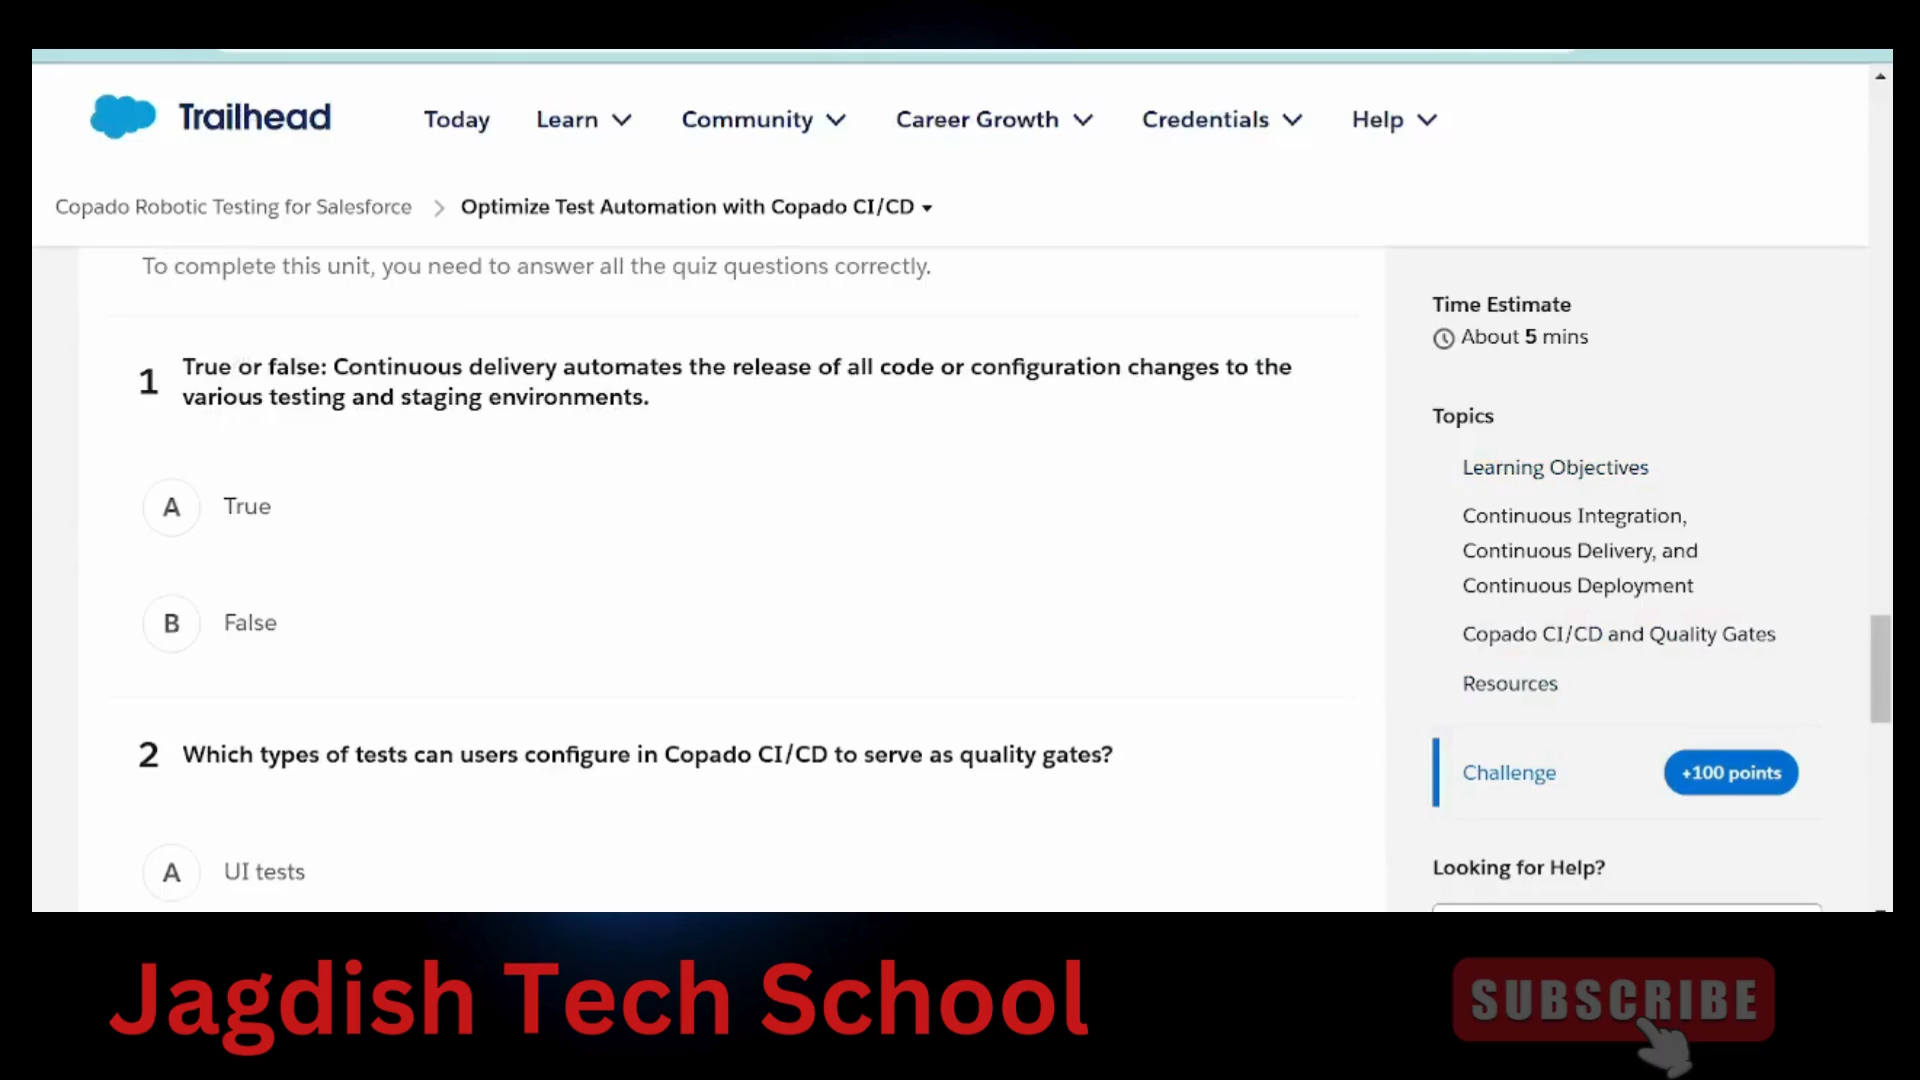 Trailhead
Today Learn Community Career Growth Credentials Help
Copado Robotic Testing for Salesforce > Optimize Test Automation with Copado CI/CD
To complete this unit, you need to answer all the quiz questions correctly.
1 True or false: Continuous delivery automates the release of all code or configuration changes to the
various testing and staging environments.
A True
B False
2 Which types of tests can users configure in Copado CI/CD to serve as quality gates?
A UI tests
Time Estimate
About 5 mins
Topics
Learning Objectives
Continuous Integration,
Continuous Delivery, and
Continuous Deployment
Copado CI/CD and Quality Gates
Resources
Challenge +100 points
Looking for Help?
Jagdish Tech School
SUBSCRIBE